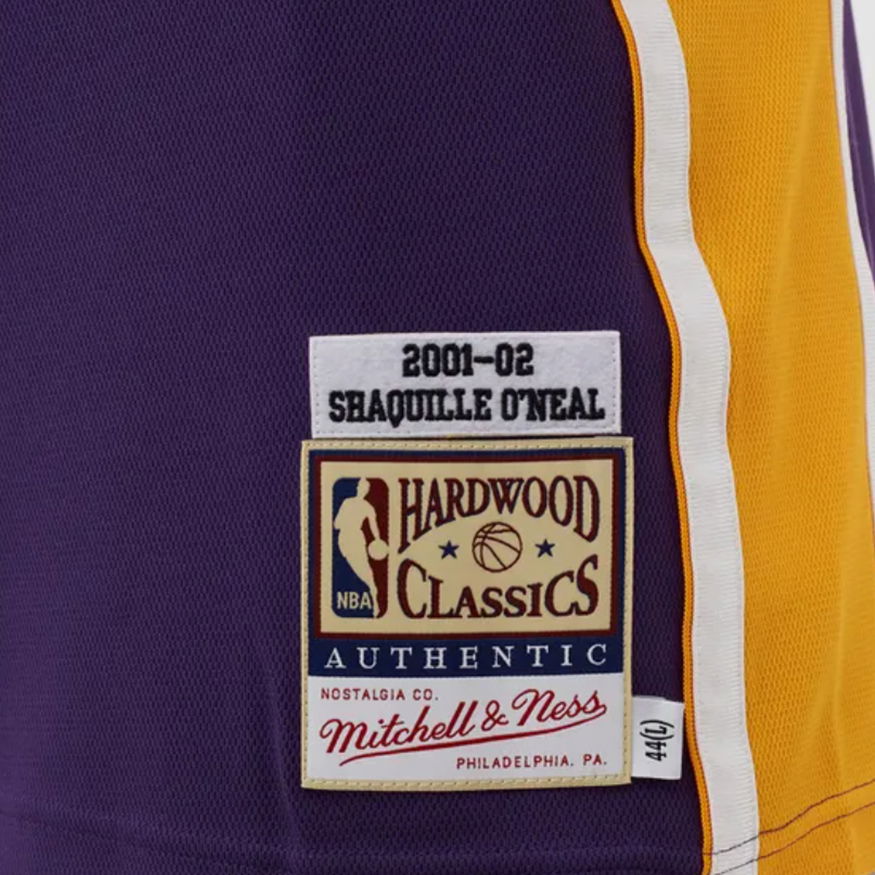 2001-02
SHAQUILLE O'NEAL
HARDWOOD
CLASSICS
NBA
AUTHENTIC
NOSTALGIA CO.
Mitchell & Ness
PHILADELPHIA, PA.
44(L)